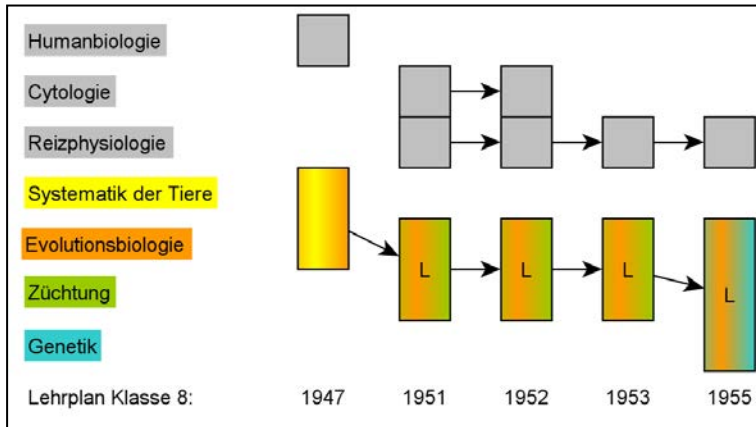 Humanbiologie
Cytologie
Reizphysiologie
Systematik der Tiere
Evolutionsbiologie
L L L
L
Züchtung
Genetik
Lehrplan Klasse 8: 1947 1951 1952 1953 1955